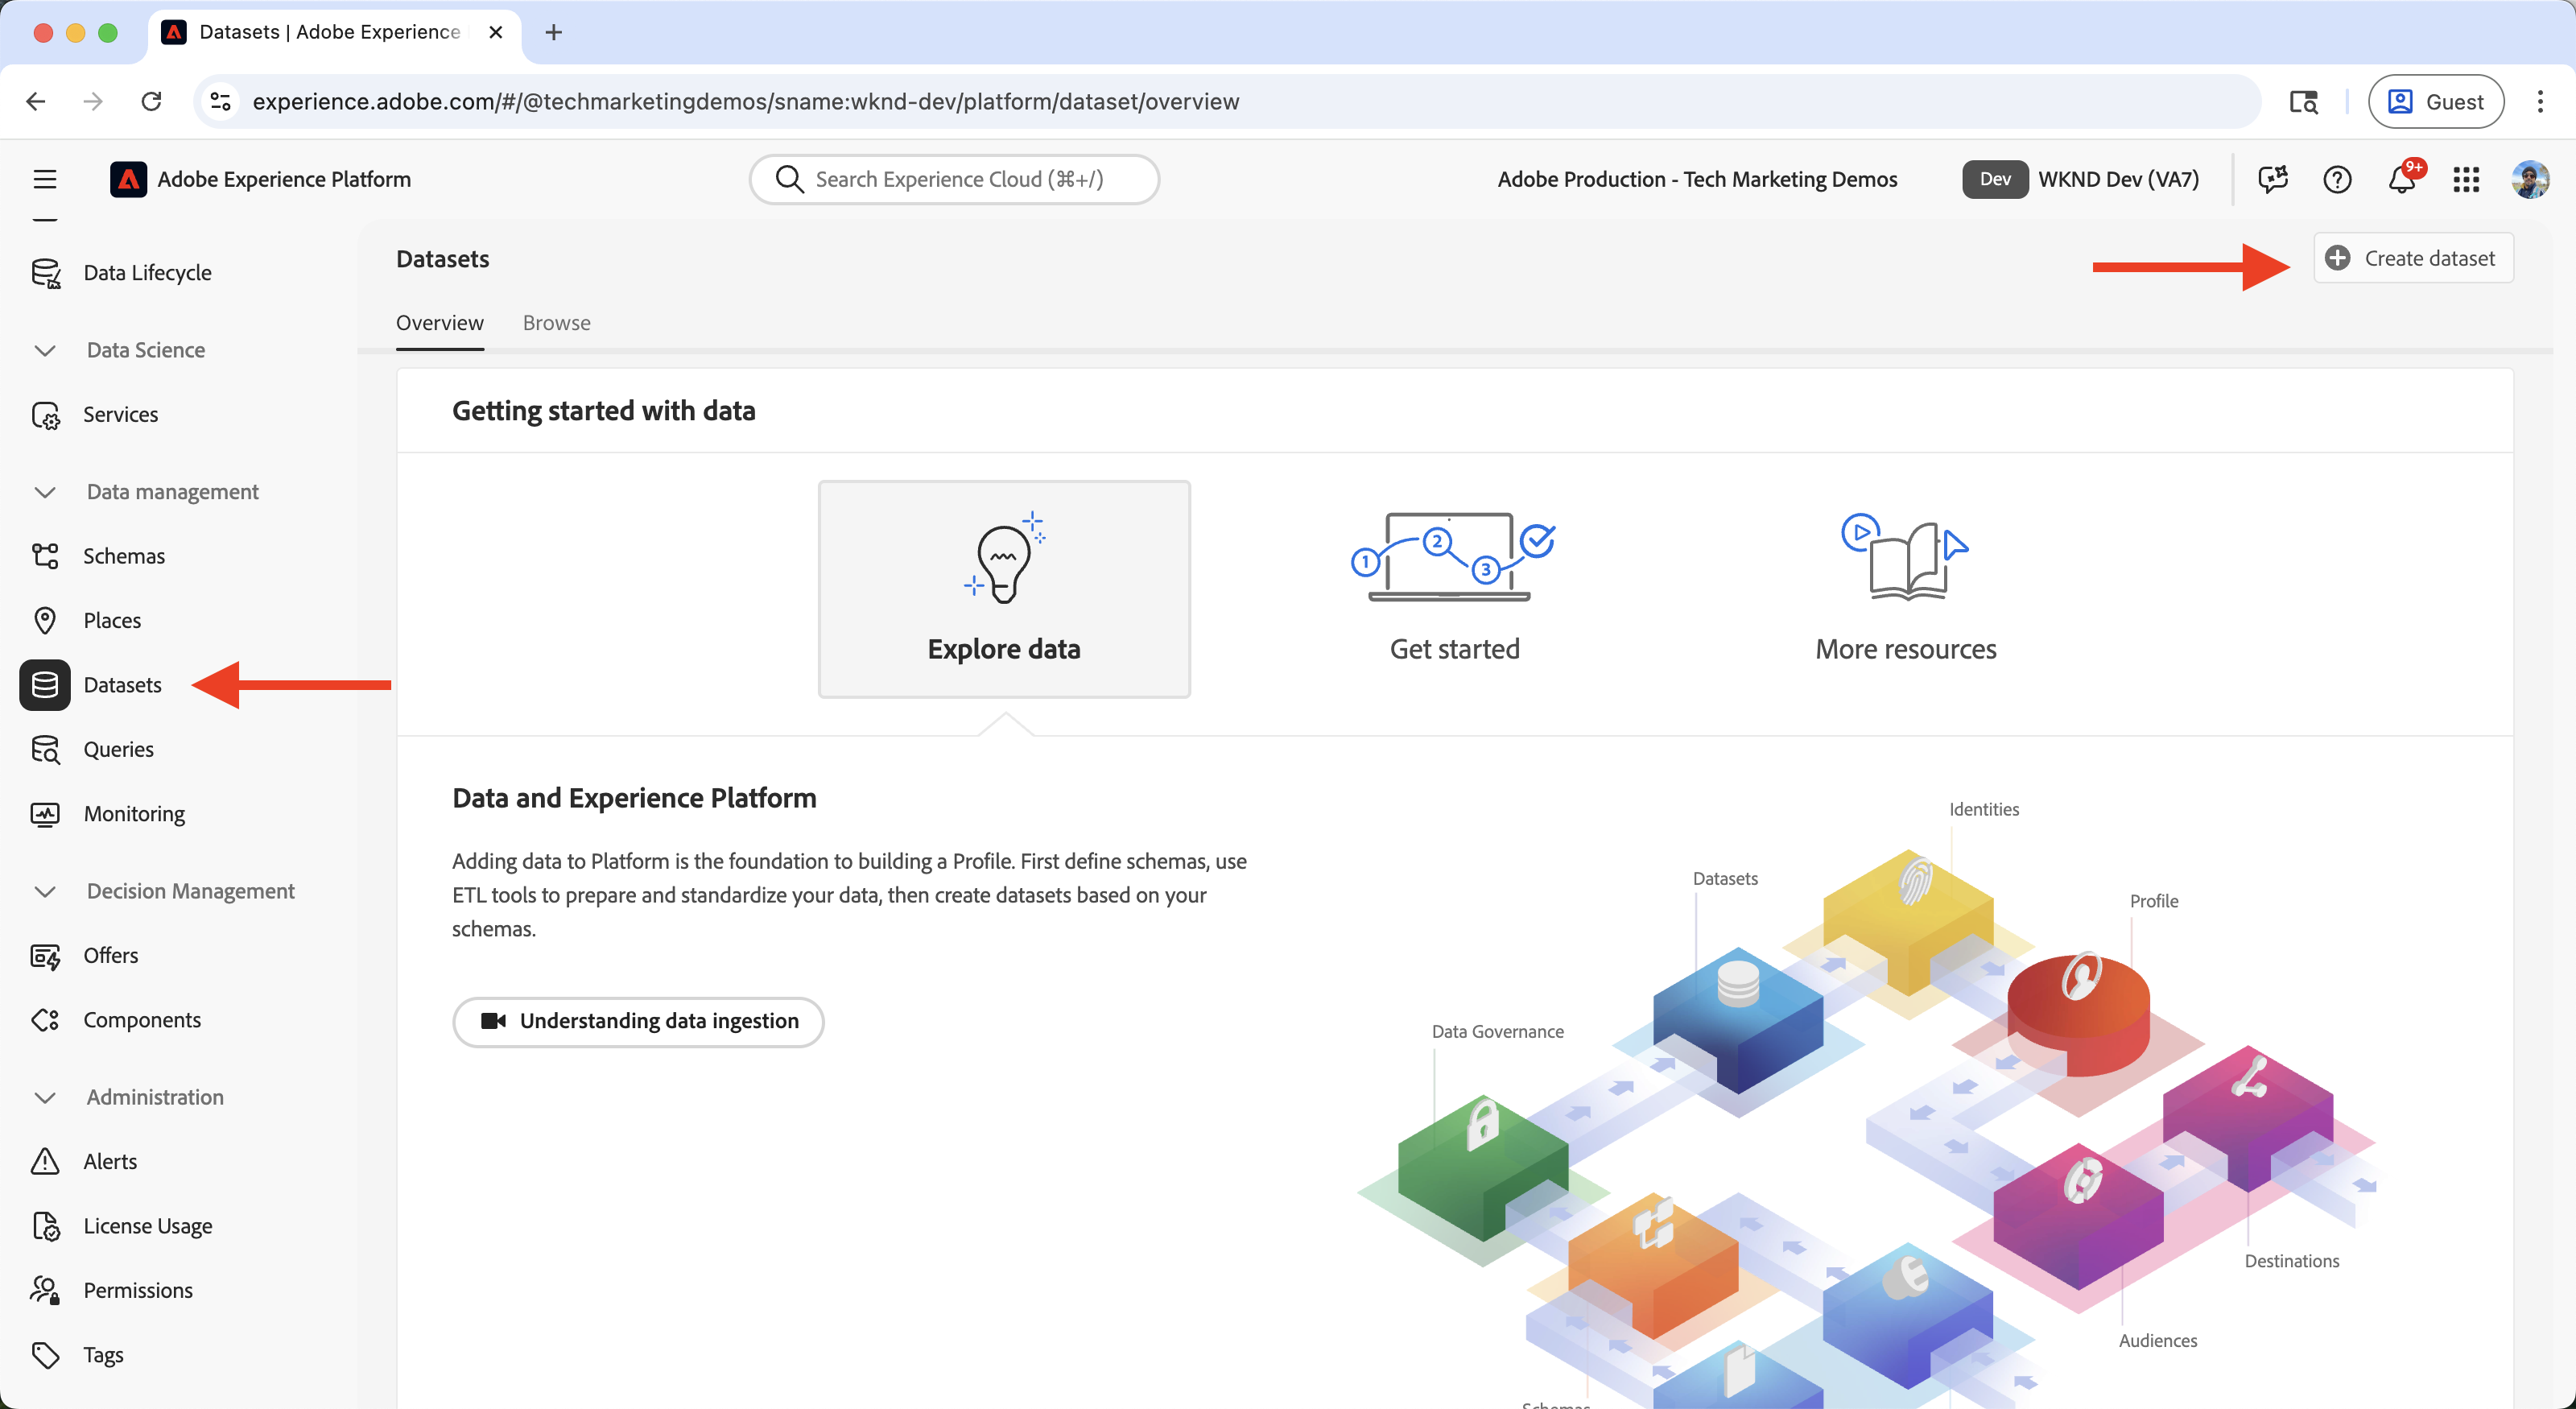 Datasets | Adobe Experience
experience.adobe.com/#/@techmarketingdemos/sname:wknd-dev/platform/dataset/overview
Guest
Adobe Experience Platform
Search Experience Cloud (⌘+/)
Adobe Production - Tech Marketing Demos
Dev
WKND Dev (VA7)
9+
Data Lifecycle
Data Science
Services
Data management
Schemas
Places
Datasets
Queries
Monitoring
Decision Management
Offers
Components
Administration
Alerts
License Usage
Permissions
Tags
Datasets
Create dataset
Overview
Browse
Getting started with data
Explore data
1
2
3
Get started
More resources
Data and Experience Platform
Adding data to Platform is the foundation to building a Profile. First define schemas, use
ETL tools to prepare and standardize your data, then create datasets based on your
schemas.
Understanding data ingestion
Identities
Datasets
Profile
Data Governance
Destinations
Audiences
Schemas